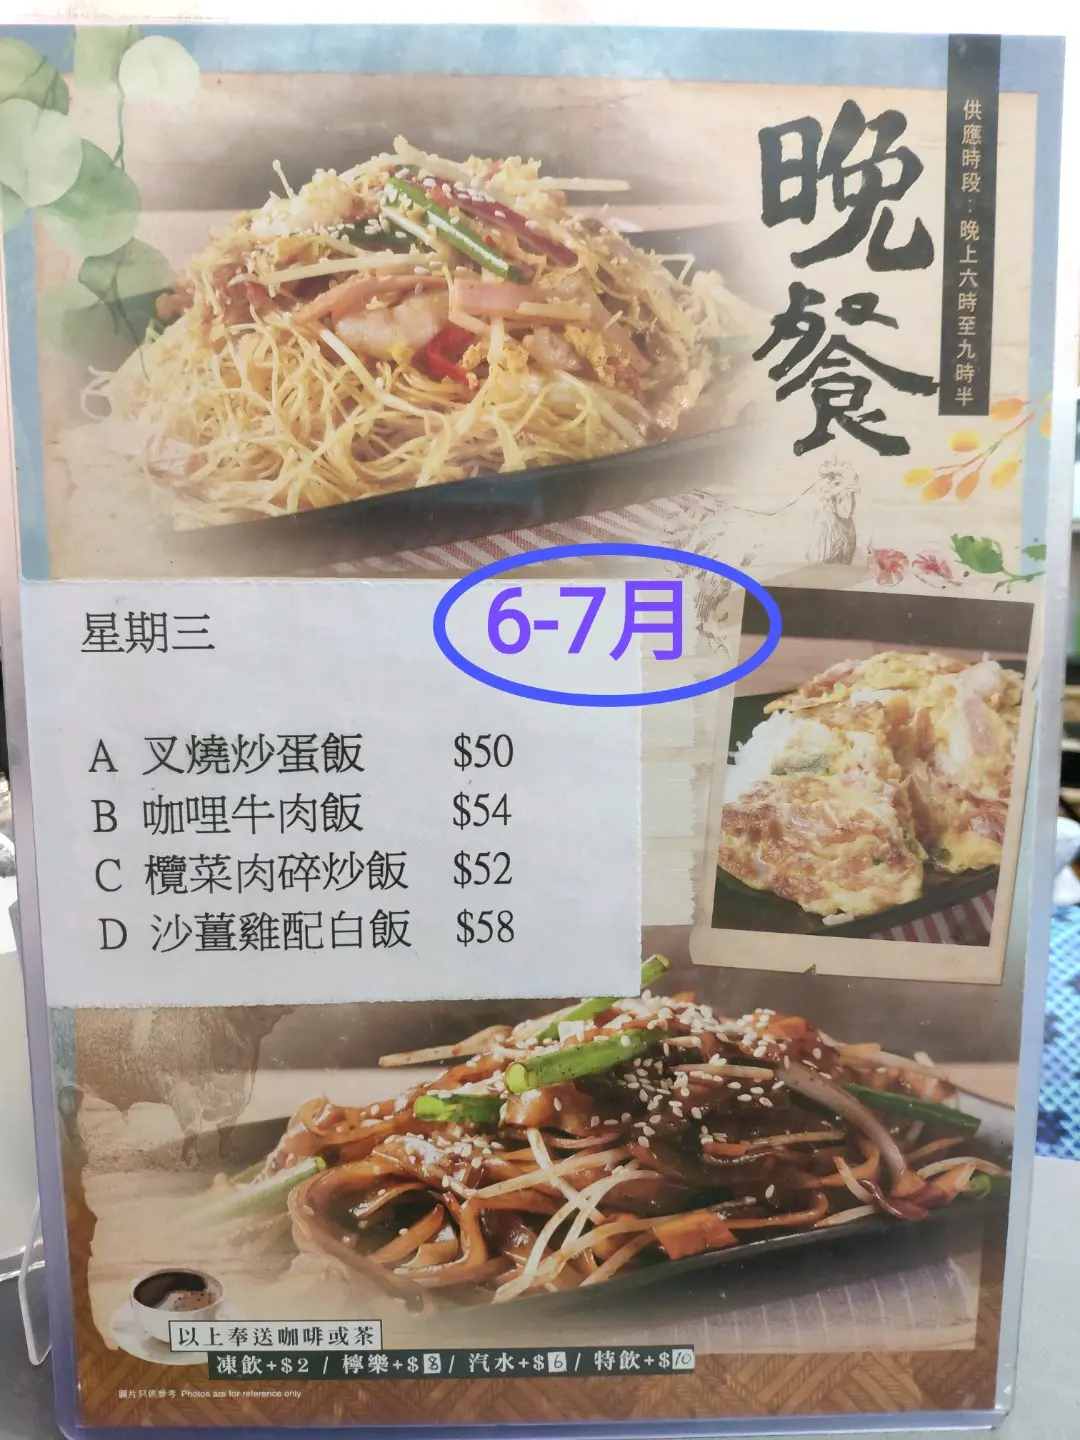 晚餐
供應時段：晚上六時至九時半
6-7月
星期三
A 叉燒炒蛋飯 $50
B 咖哩牛肉飯 $54
C 欖菜肉碎炒飯 $52
D 沙薑雞配白飯 $58
以上奉送咖啡或茶
凍飲+$2 / 檸樂+$8 / 汽水+$6 / 特飲+$10
圖片只供參考 Photos are for reference only